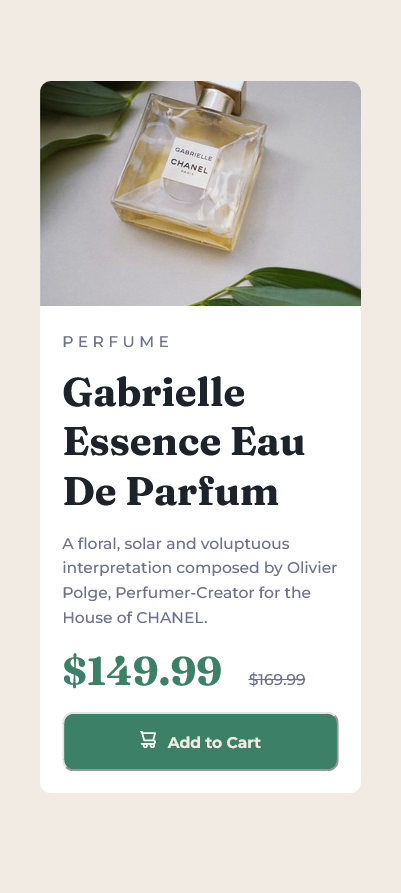 GABRIELLE
CHANEL
PARIS
PERFUME
Gabrielle
Essence Eau
De Parfum
A floral, solar and voluptuous
interpretation composed by Olivier
Polge, Perfumer-Creator for the
House of CHANEL.
$149.99 $169.99
Add to Cart